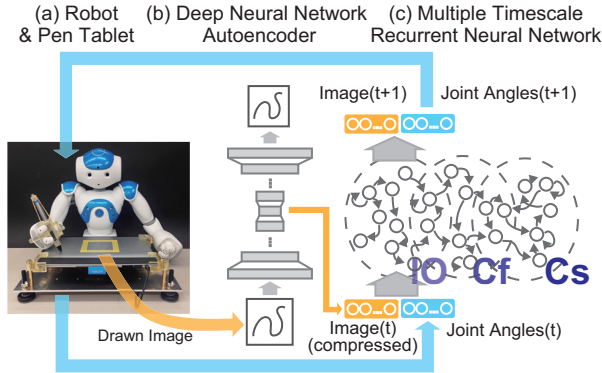 (a) Robot
& Pen Tablet
(b) Deep Neural Network
Autoencoder
(c) Multiple Timescale
Recurrent Neural Network
Image(t+1)
Joint Angles(t+1)
IO Cf Cs
Drawn Image
Image(t)
(compressed)
Joint Angles(t)